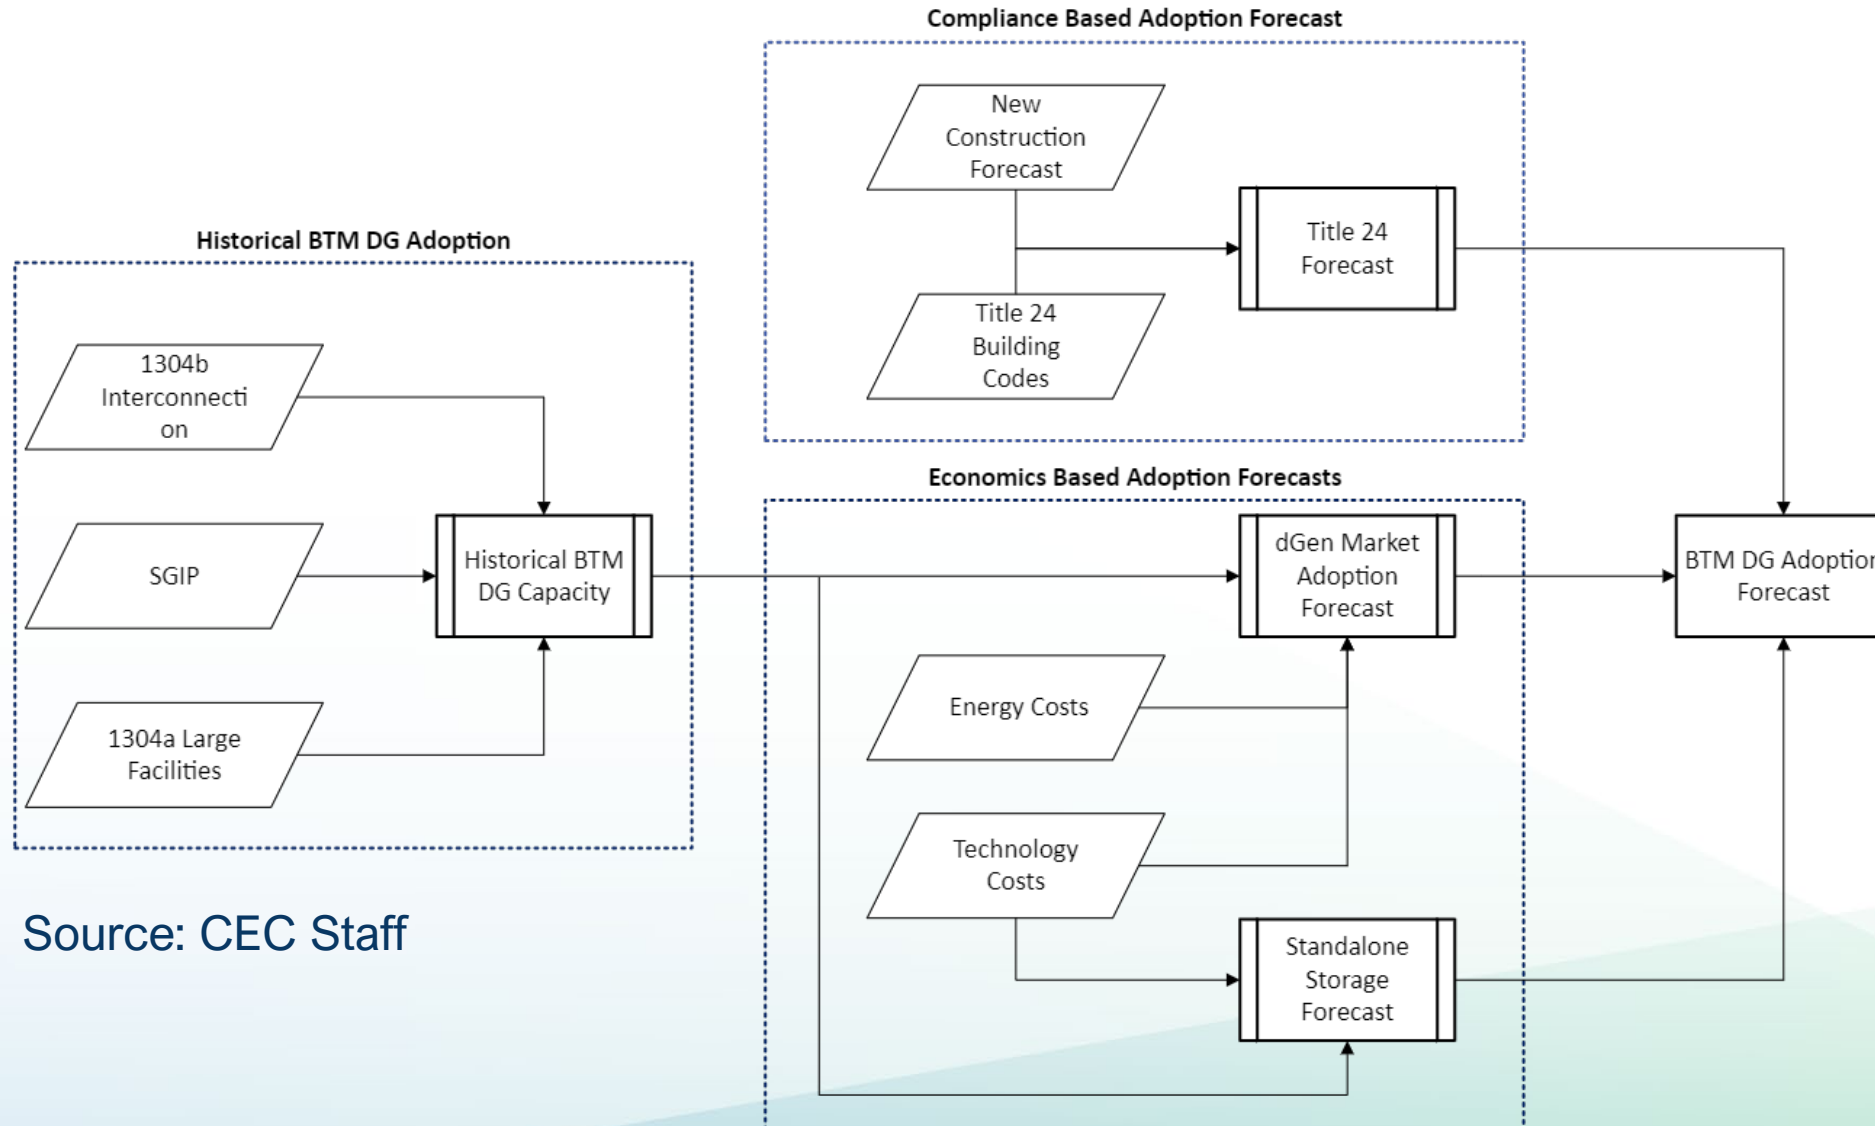 Compliance Based Adoption Forecast
New
Construction
Forecast
Title 24
Forecast
Title 24
Building
Codes
Historical BTM DG Adoption
1304b
Interconnecti
on
SGIP
1304a Large
Facilities
Historical BTM
DG Capacity
Economics Based Adoption Forecasts
dGen Market
Adoption
Forecast
Energy Costs
Technology
Costs
Standalone
Storage
Forecast
BTM DG Adoption
Forecast
Source: CEC Staff